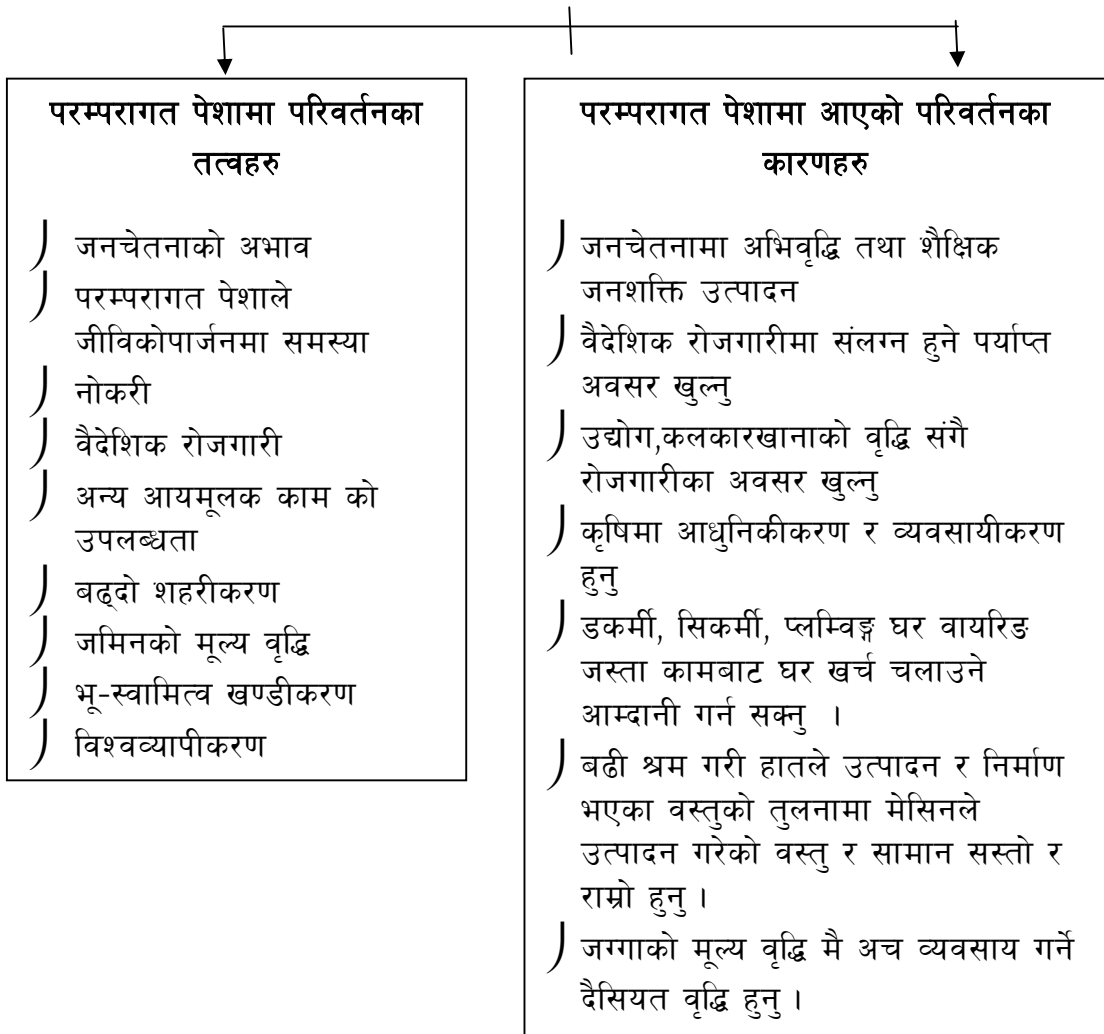 परम्परागत पेशामा परिवर्तनका
तत्वहरु
जनचेतनाको अभाव
परम्परागत पेशाले
जीविकोपार्जनमा समस्या
नोकरी
वैदेशिक रोजगारी
अन्य आयमूलक काम को
उपलब्धता
बढ्दो शहरीकरण
जमिनको मूल्य वृद्धि
भू-स्वामित्व खण्डीकरण
विश्वव्यापीकरण
परम्परागत पेशामा आएको परिवर्तनका
कारणहरु
जनचेतनामा अभिवृद्धि तथा शैक्षिक
जनशक्ति उत्पादन
वैदेशिक रोजगारीमा संलग्न हुने पर्याप्त
अवसर खुल्नु
उद्योग,कलकारखानाको वृद्धि संगै
रोजगारीका अवसर खुल्नु
कृषिमा आधुनिकीकरण र व्यवसायीकरण
हुनु
डकर्मी, सिकर्मी, प्लम्विङ्ग घर वायरिङ
जस्ता कामबाट घर खर्च चलाउने
आम्दानी गर्न सक्नु ।
बढी श्रम गरी हातले उत्पादन र निर्माण
भएका वस्तुको तुलनामा मेसिनले
उत्पादन गरेको वस्तु र सामान सस्तो र
राम्रो हुनु ।
जग्गाको मूल्य वृद्धि मै अच व्यवसाय गर्ने
दैसियत वृद्धि हुनु ।